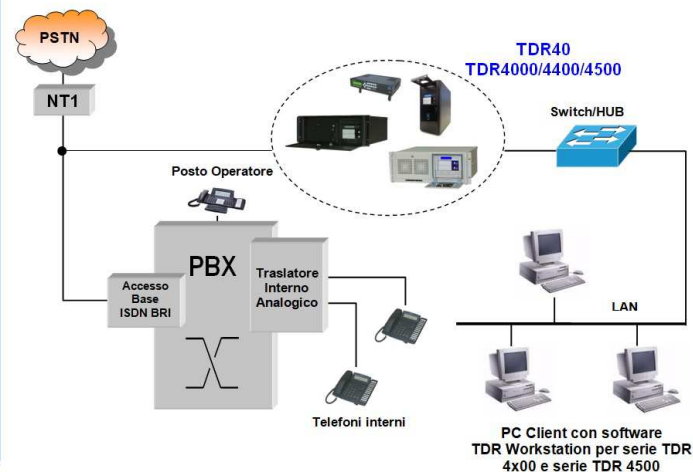 PSTN
NT1
TDR40
TDR4000/4400/4500
Switch/HUB
Posto Operatore
PBX
Accesso
Base
ISDN BRI
Traslatore
Interno
Analogico
Telefoni interni
LAN
PC Client con software
TDR Workstation per serie TDR
4x00 e serie TDR 4500